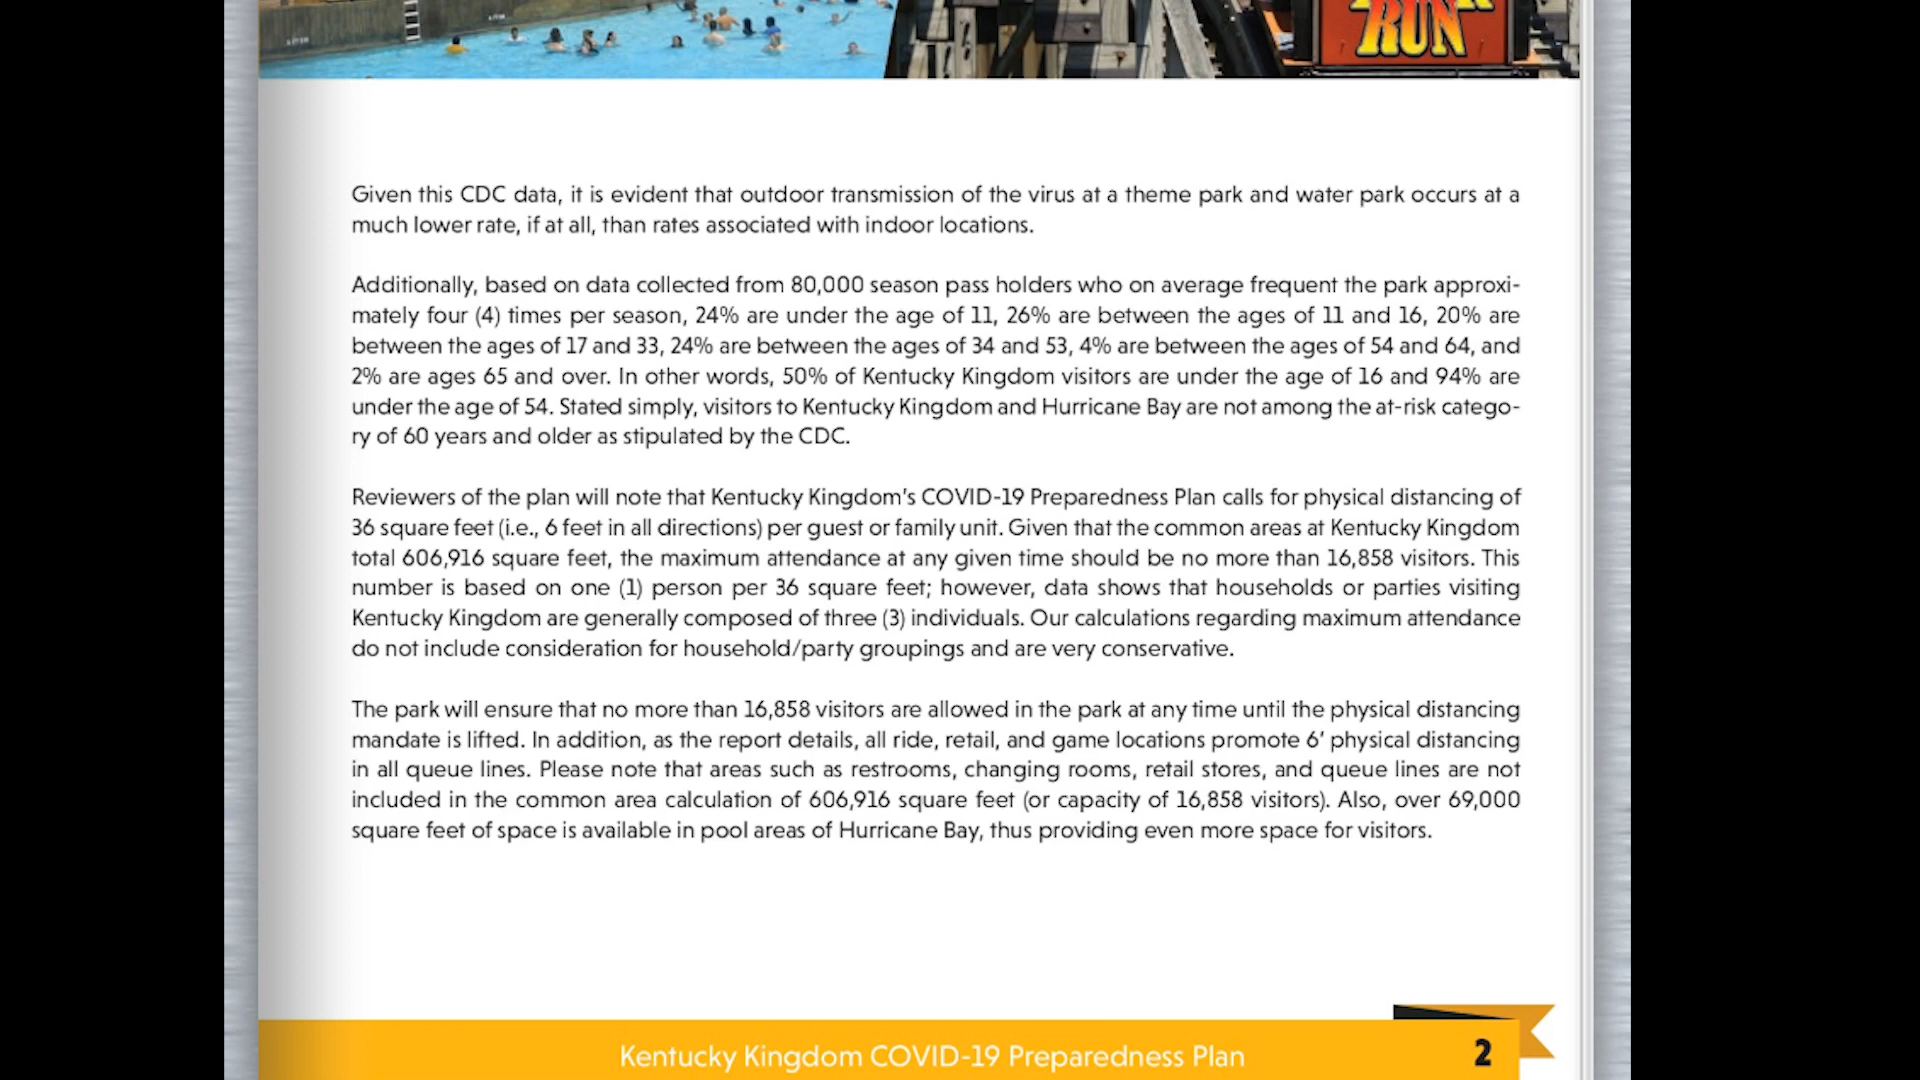 RUN
Given this CDC data, it is evident that outdoor transmission of the virus at a theme park and water park occurs at a
much lower rate, if at all, than rates associated with indoor locations.
Additionally, based on data collected from 80,000 season pass holders who on average frequent the park approxi-
mately four (4) times per season, 24% are under the age of 11, 26% are between the ages of 11 and 16, 20% are
between the ages of 17 and 33, 24% are between the ages of 34 and 53, 4% are between the ages of 54 and 64, and
2% are ages 65 and over. In other words, 50% of Kentucky Kingdom visitors are under the age of 16 and 94% are
under the age of 54. Stated simply, visitors to Kentucky Kingdom and Hurricane Bay are not among the at-risk catego-
ry of 60 years and older as stipulated by the CDC.
Reviewers of the plan will note that Kentucky Kingdom's COVID-19 Preparedness Plan calls for physical distancing of
36 square feet (i.e., 6 feet in all directions) per guest or family unit. Given that the common areas at Kentucky Kingdom
total 606,916 square feet, the maximum attendance at any given time should be no more than 16,858 visitors. This
number is based on one (1) person per 36 square feet; however, data shows that households or parties visiting
Kentucky Kingdom are generally composed of three (3) individuals. Our calculations regarding maximum attendance
do not include consideration for household/party groupings and are very conservative.
The park will ensure that no more than 16,858 visitors are allowed in the park at any time until the physical distancing
mandate is lifted. In addition, as the report details, all ride, retail, and game locations promote 6' physical distancing
in all queue lines. Please note that areas such as restrooms, changing rooms, retail stores, and queue lines are not
included in the common area calculation of 606,916 square feet (or capacity of 16,858 visitors). Also, over 69,000
square feet of space is available in pool areas of Hurricane Bay, thus providing even more space for visitors.
Kentucky Kingdom COVID-19 Preparedness Plan
2